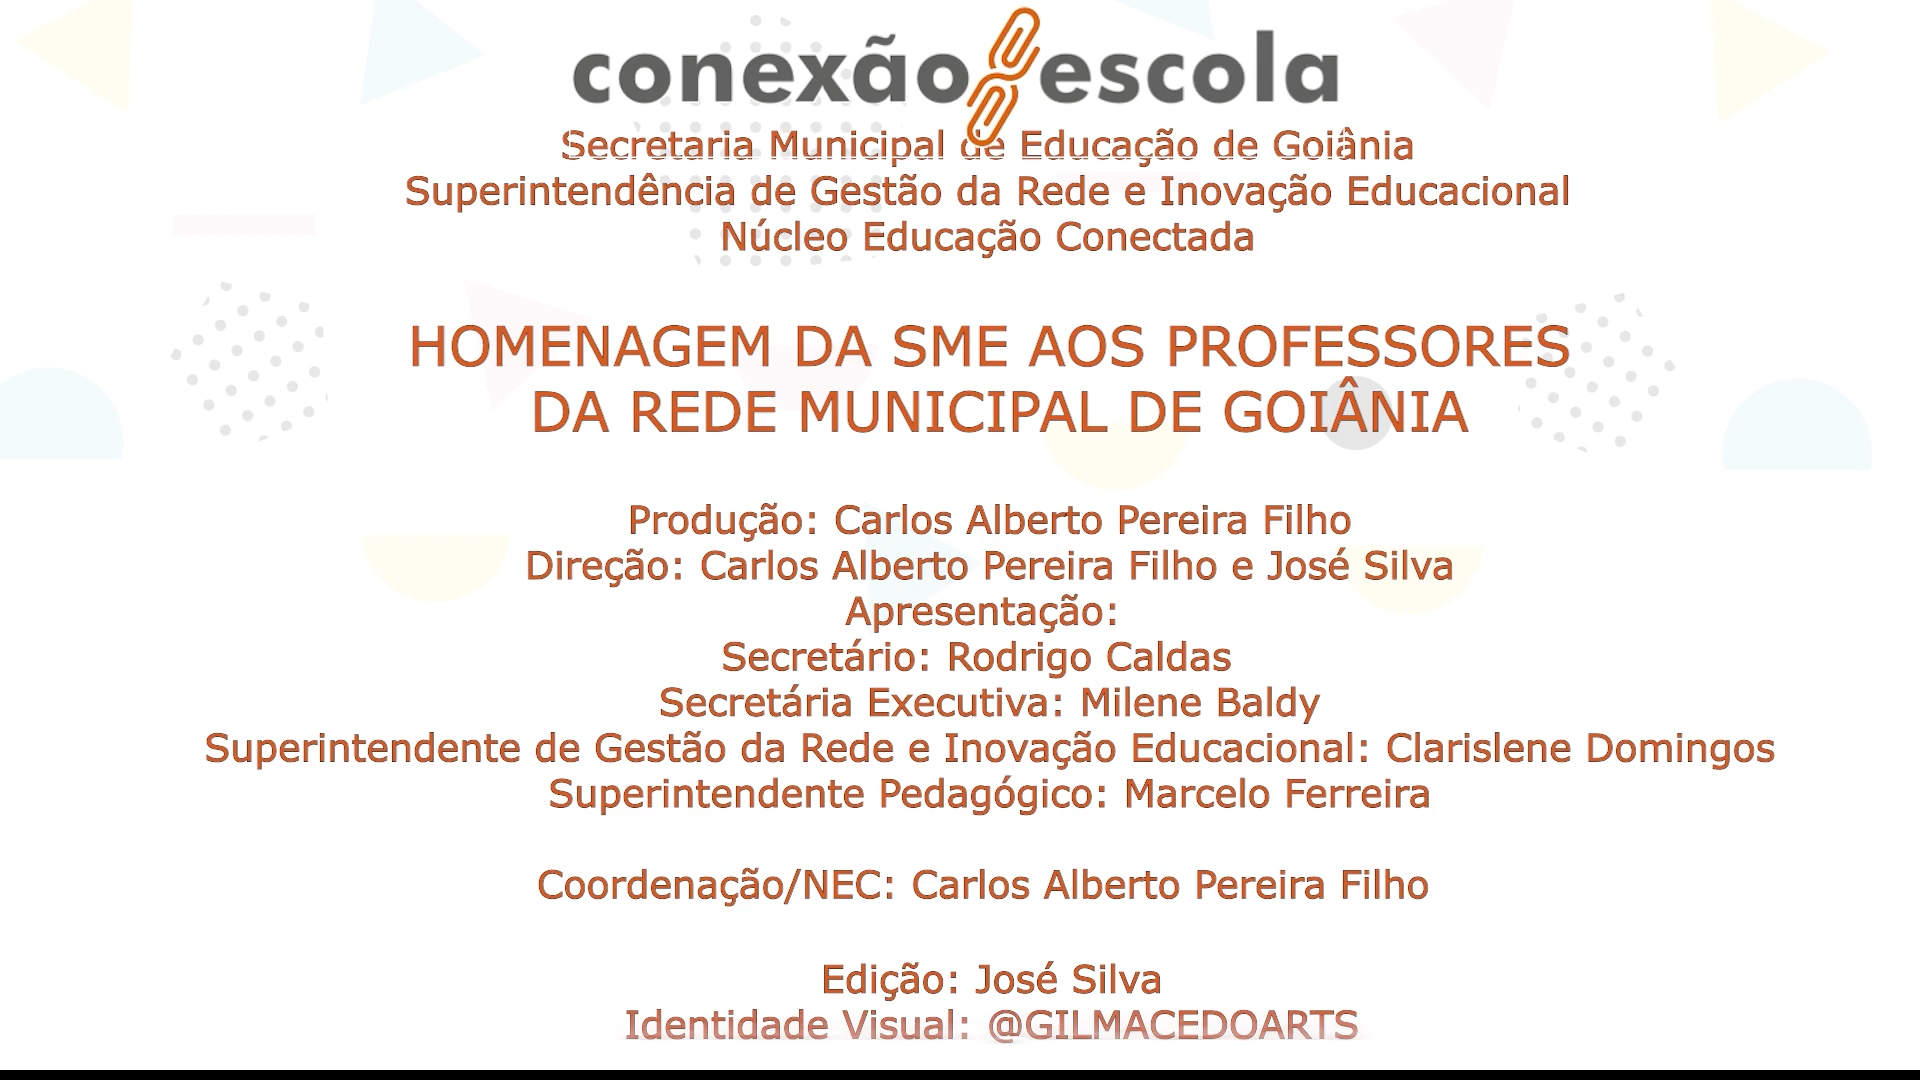 conexão escola
Secretaria Municipal de Educação de Goiânia
Superintendência de Gestão da Rede e Inovação Educacional
Núcleo Educação Conectada
HOMENAGEM DA SME AOS PROFESSORES
DA REDE MUNICIPAL DE GOIÂNIA
Produção: Carlos Alberto Pereira Filho
Direção: Carlos Alberto Pereira Filho e José Silva
Apresentação:
Secretário: Rodrigo Caldas
Secretária Executiva: Milene Baldy
Superintendente de Gestão da Rede e Inovação Educacional: Clarislene Domingos
Superintendente Pedagógico: Marcelo Ferreira
Coordenação/NEC: Carlos Alberto Pereira Filho
Edição: José Silva
Identidade Visual: @GILMACEDOARTS